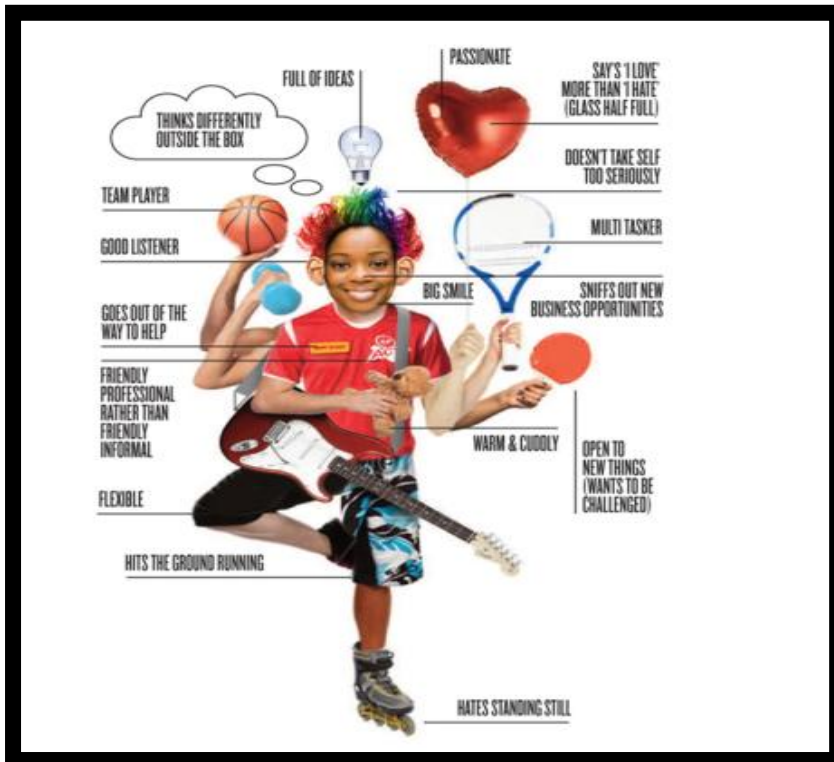 PASSIONATE
SAY'S 'I LOVE'
MORE THAN 'I HATE'
(GLASS HALF FULL)
FULL OF IDEAS
THINKS DIFFERENTLY
OUTSIDE THE BOX
DOESN'T TAKE SELF
TOO SERIOUSLY
TEAM PLAYER
MULTI TASKER
GOOD LISTENER
BIG SMILE
SNIFFS OUT NEW
BUSINESS OPPORTUNITIES
GOES OUT OF THE
WAY TO HELP
FRIENDLY
PROFESSIONAL
RATHER THAN
FRIENDLY
INFORMAL
WARM & CUDDLY
OPEN TO
NEW THINGS
(WANTS TO BE
CHALLENGED)
FLEXIBLE
HITS THE GROUND RUNNING
HATES STANDING STILL